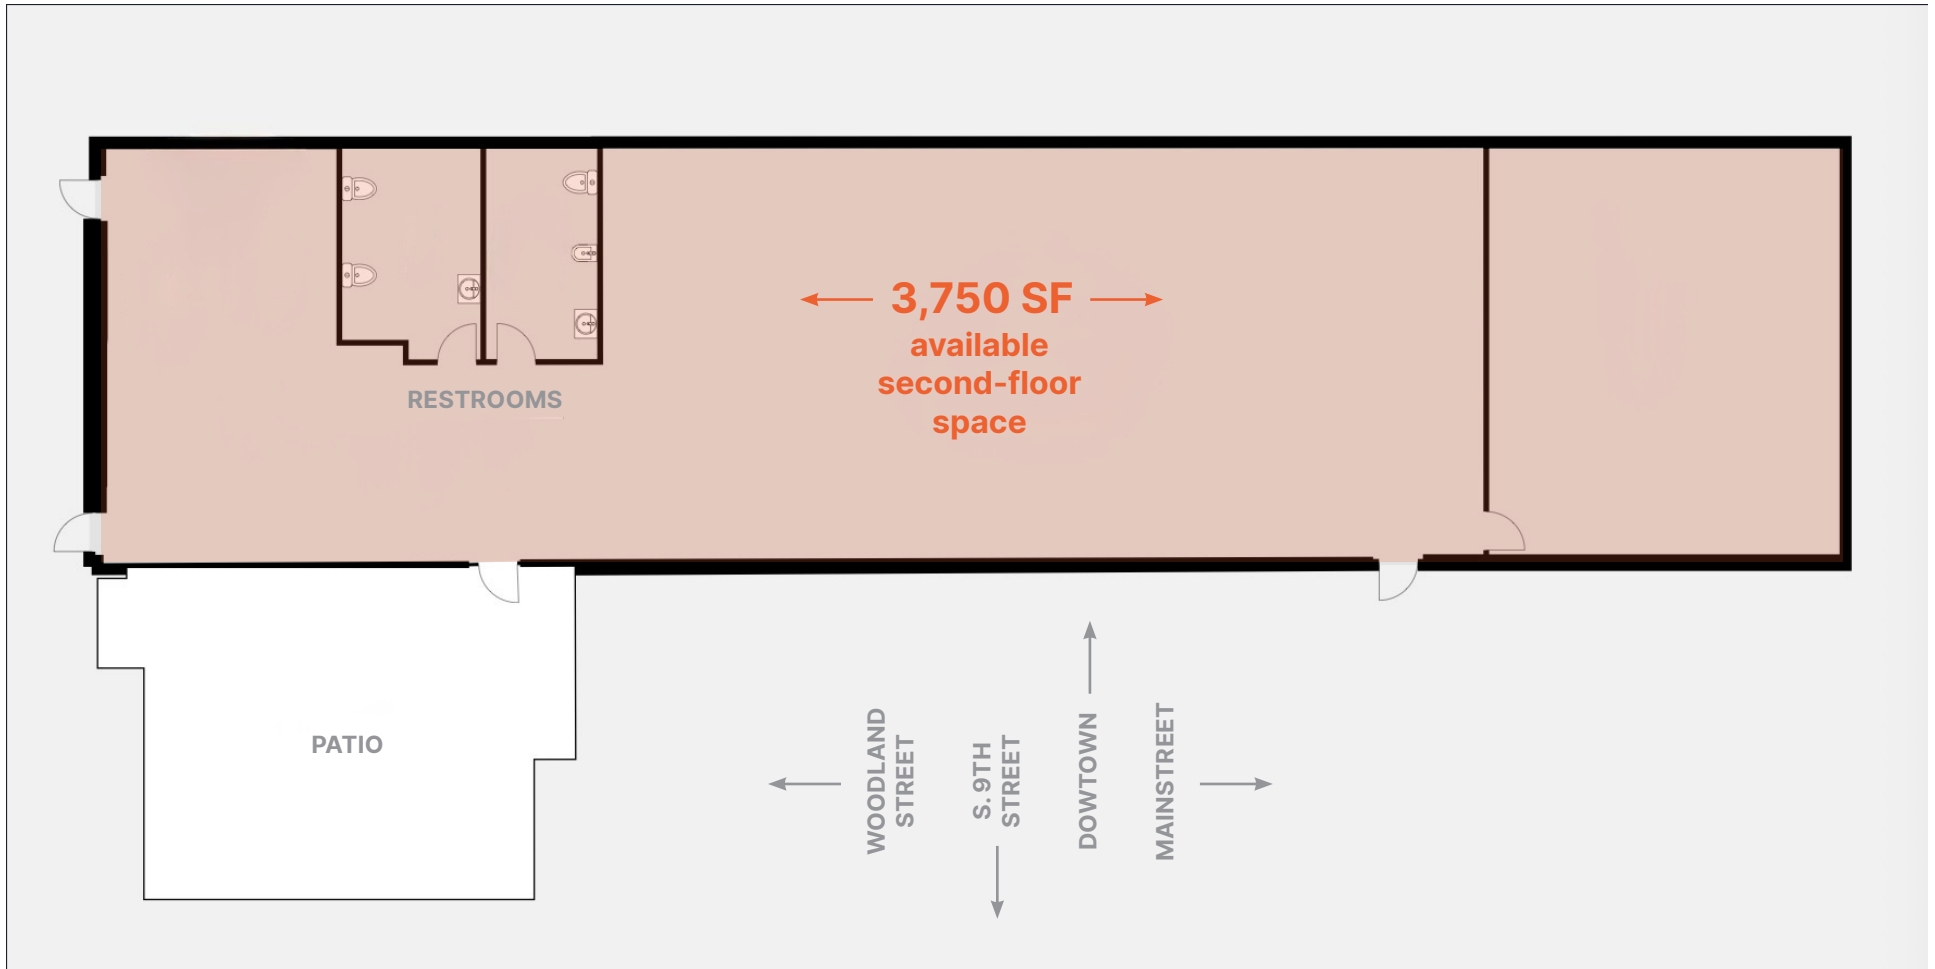 3,750 SF
available
second-floor
space
RESTROOMS
PATIO
WOODLAND
STREET
S. 9TH
STREET
DOWTOWN
MAINSTREET